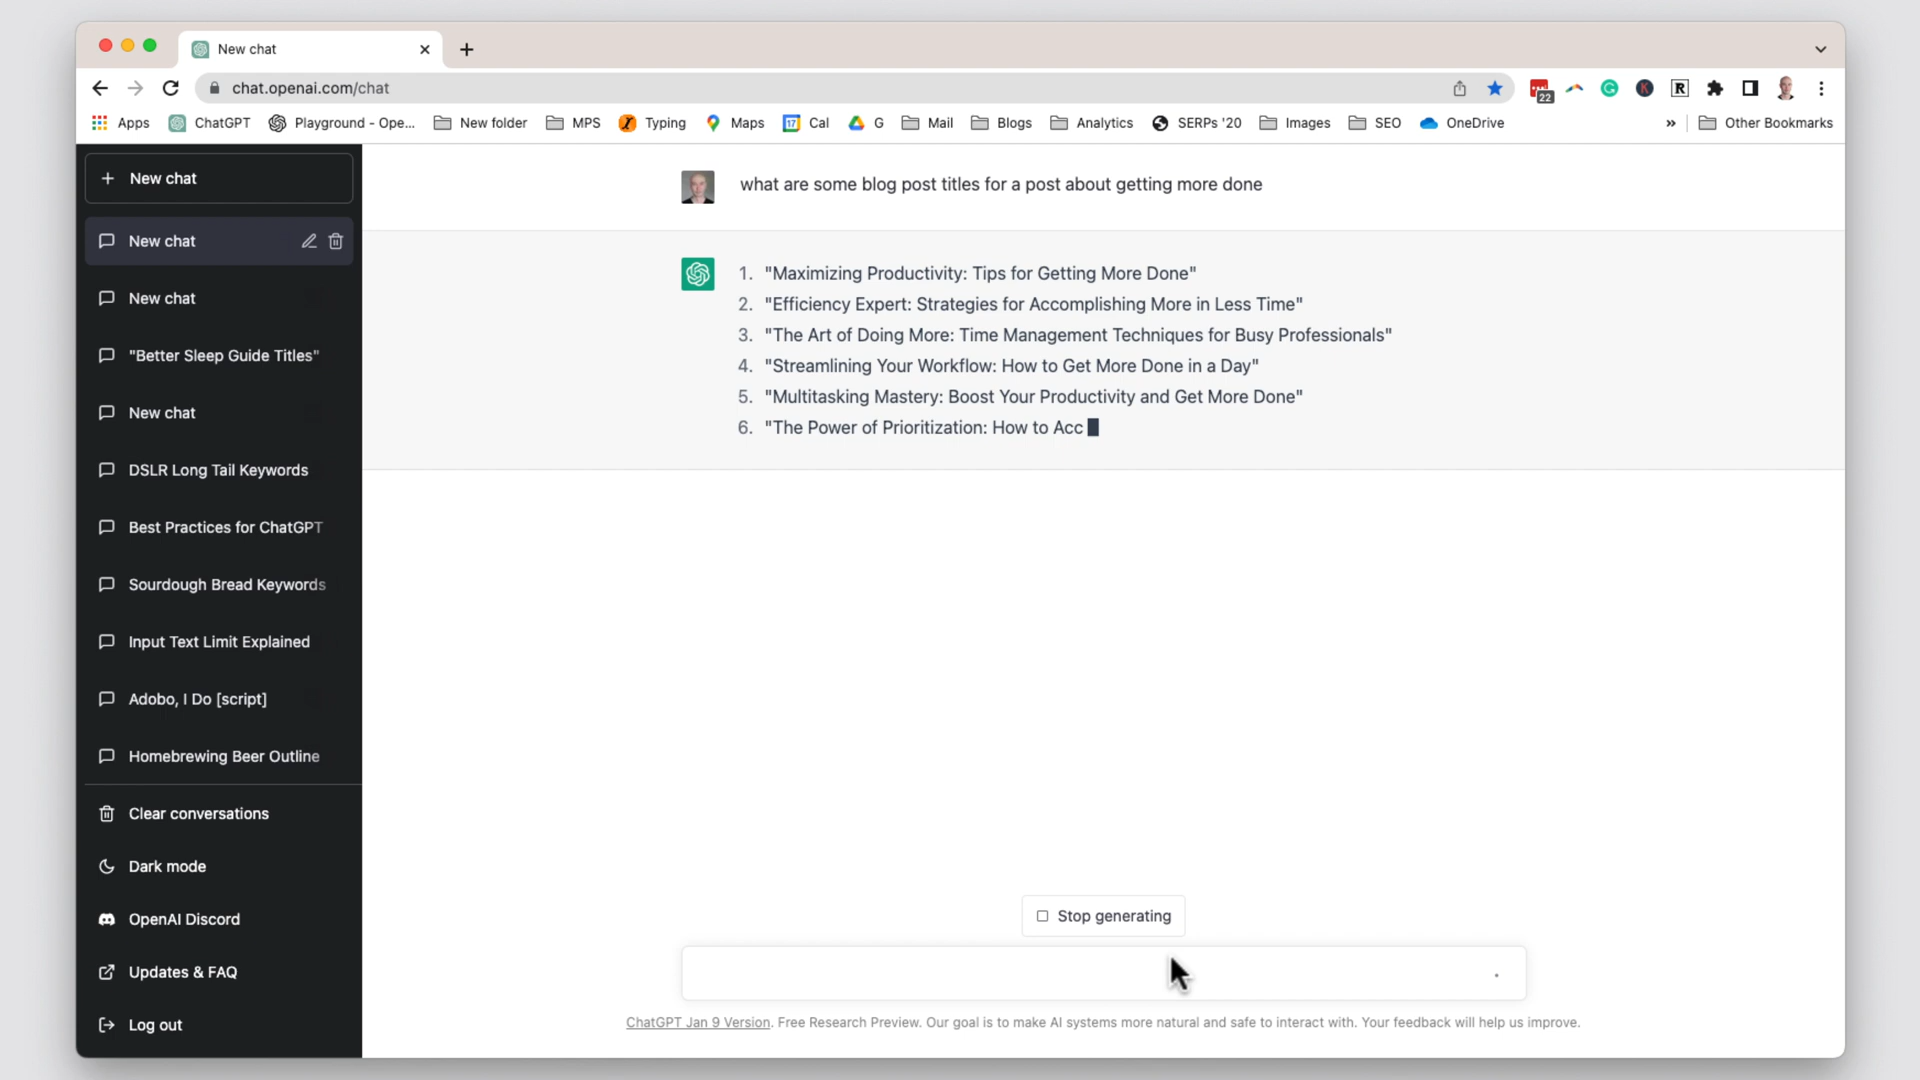 New chat
chat.openai.com/chat
22
Apps
ChatGPT
Playground - Ope...
New folder
MPS
Typing
Maps
17
Cal
G
Mail
Blogs
Analytics
SERPs '20
Images
SEO
OneDrive
»
Other Bookmarks
K
R
New chat
New chat
New chat
"Better Sleep Guide Titles"
New chat
DSLR Long Tail Keywords
Best Practices for ChatGPT
Sourdough Bread Keywords
Input Text Limit Explained
Adobo, I Do [script]
Homebrewing Beer Outline
Clear conversations
Dark mode
OpenAI Discord
Updates & FAQ
Log out
what are some blog post titles for a post about getting more done
1. "Maximizing Productivity: Tips for Getting More Done"
2. "Efficiency Expert: Strategies for Accomplishing More in Less Time"
3. "The Art of Doing More: Time Management Techniques for Busy Professionals"
4. "Streamlining Your Workflow: How to Get More Done in a Day"
5. "Multitasking Mastery: Boost Your Productivity and Get More Done"
6. "The Power of Prioritization: How to Acc
Stop generating
ChatGPT Jan 9 Version. Free Research Preview. Our goal is to make AI systems more natural and safe to interact with. Your feedback will help us improve.